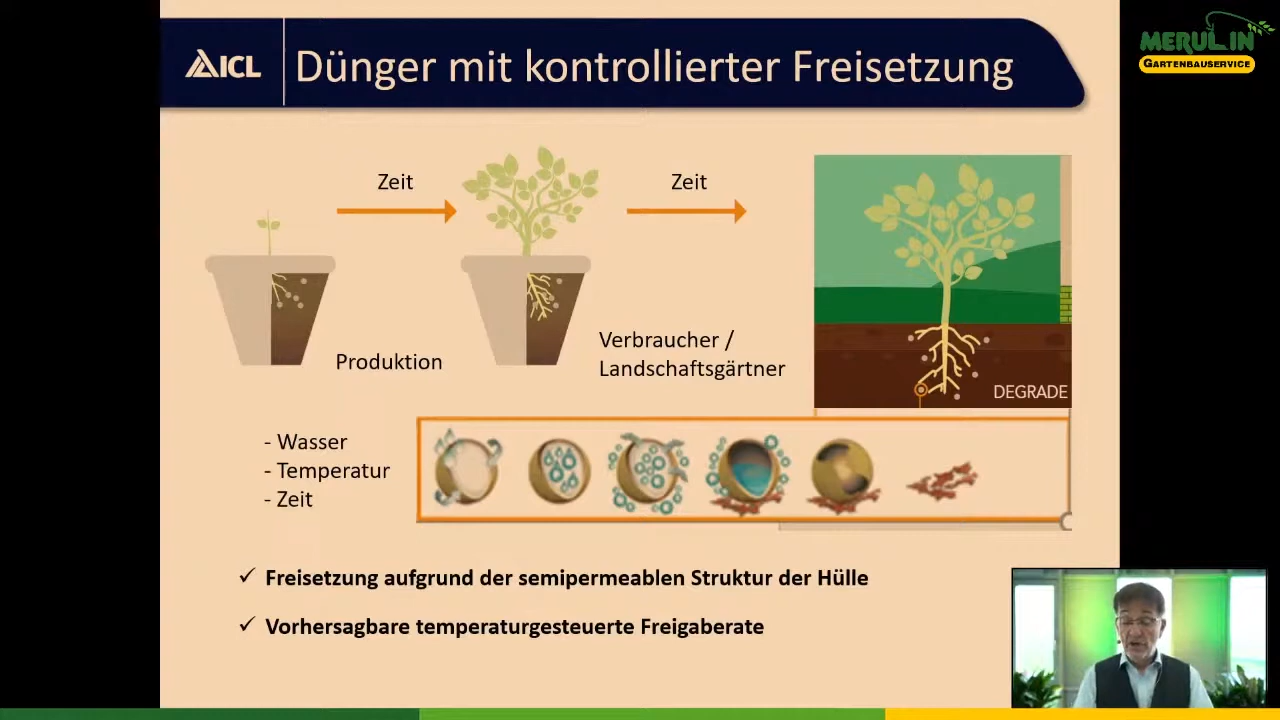 MERULIN
GARTENBAUSERVICE
ICL
Dünger mit kontrollierter Freisetzung
Zeit
Zeit
Produktion
Verbraucher /
Landschaftsgärtner
DEGRADE
- Wasser
- Temperatur
- Zeit
✓ Freisetzung aufgrund der semipermeablen Struktur der Hülle
✓ Vorhersagbare temperaturgesteuerte Freigaberate